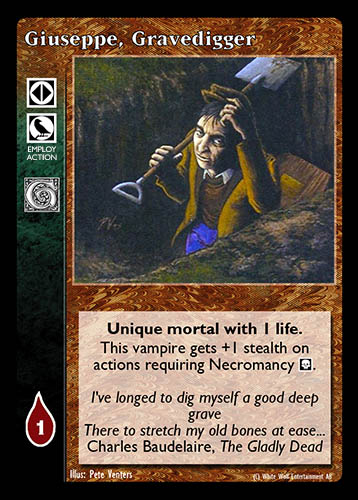 Giuseppe, Gravedigger
EMPLOY
ACTION
Unique mortal with 1 life.
This vampire gets +1 stealth on
actions requiring Necromancy.
I've longed to dig myself a good deep
grave
There to stretch my old bones at ease...
Charles Baudelaire, The Gladly Dead
1
Illus: Pete Venters
(C) White Wolf Entertainment AB